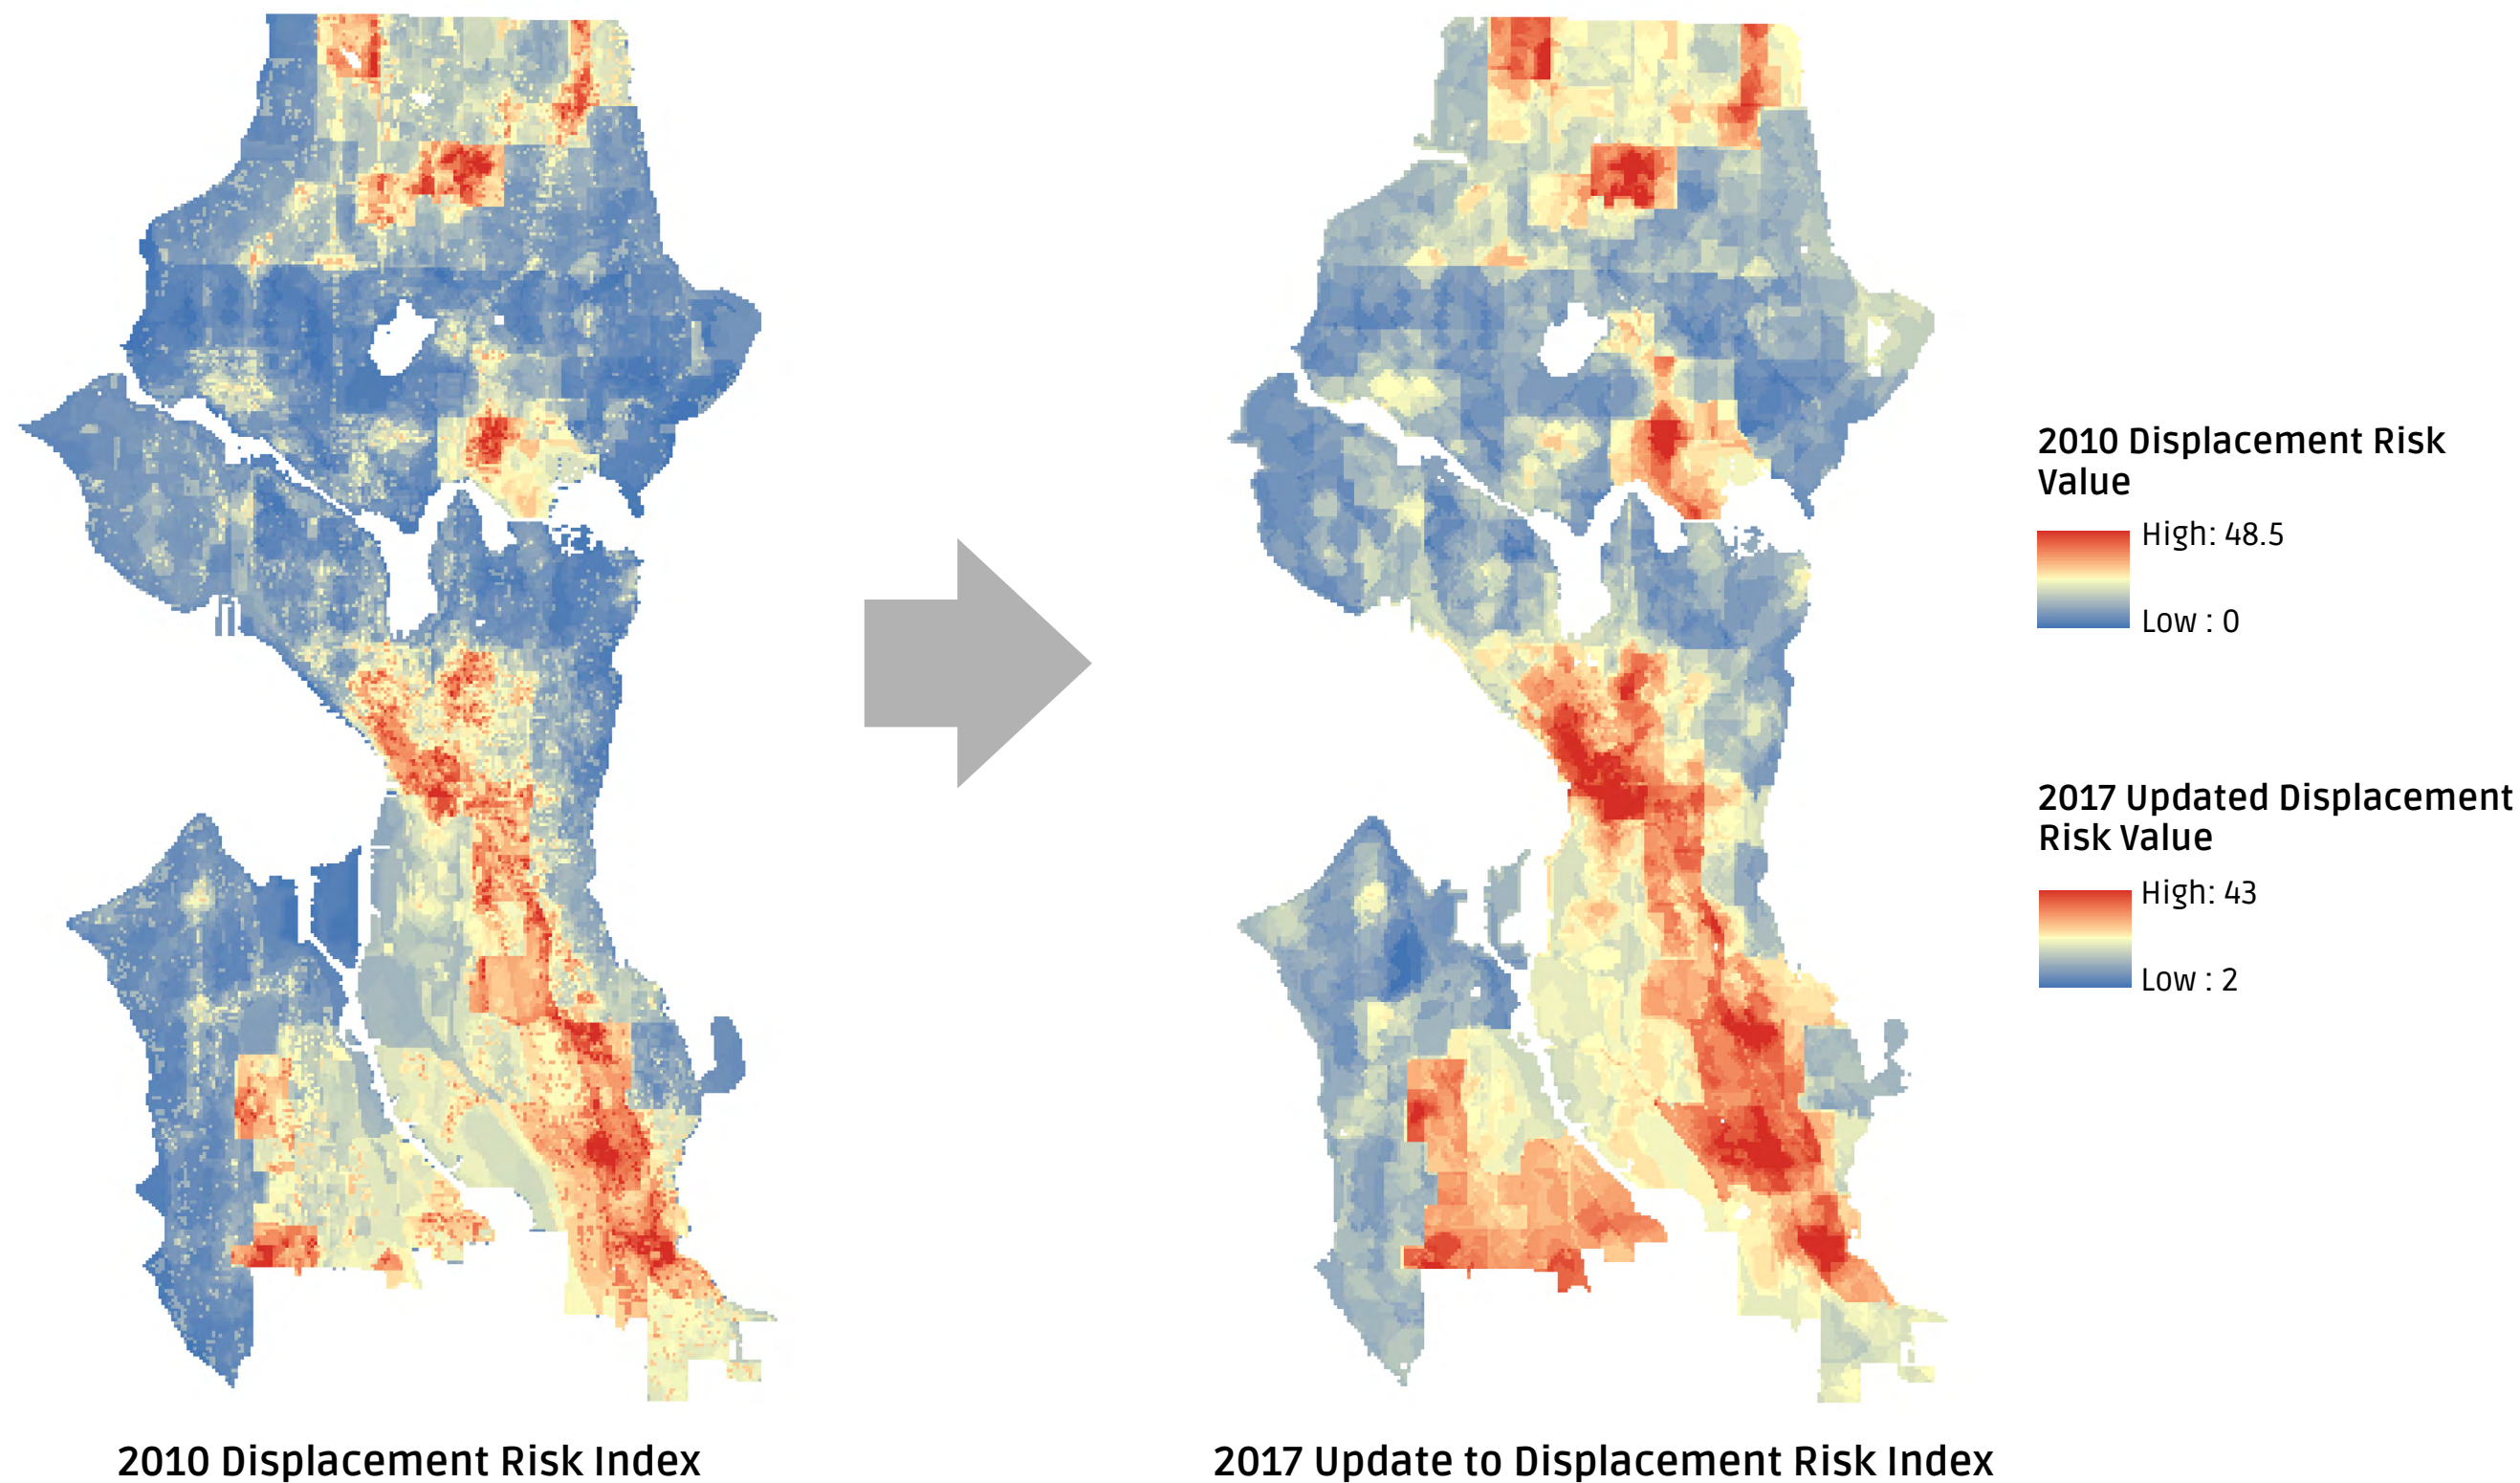 2010 Displacement Risk
Value
High: 48.5
Low : 0
2017 Updated Displacement
Risk Value
High: 43
Low : 2
2010 Displacement Risk Index
2017 Update to Displacement Risk Index